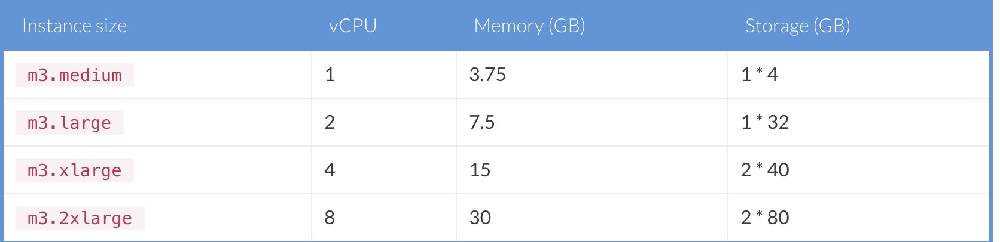 Instance size vCPU Memory (GB) Storage (GB)
m3.medium 1 3.75 1 * 4
m3.large 2 7.5 1 * 32
m3.xlarge 4 15 2 * 40
m3.2xlarge 8 30 2 * 80